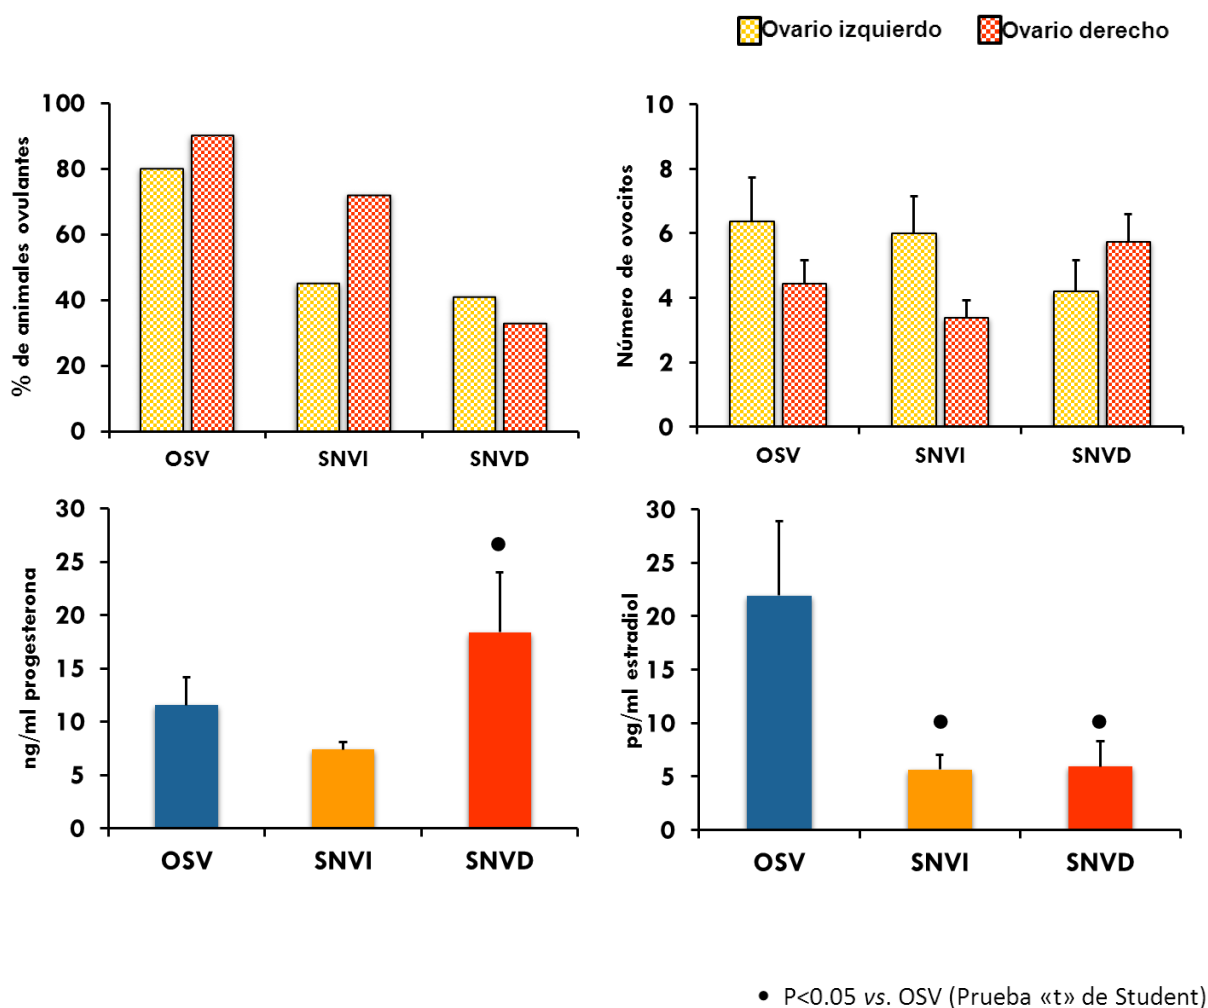 Ovario izquierdo Ovario derecho
% de animales ovulantes
100
80
60
40
20
0
OSV SNVI SNVD
Número de ovocitos
10
8
6
4
2
0
OSV SNVI SNVD
ng/ml progesterona
30
25
20
15
10
5
0
OSV SNVI SNVD
pg/ml estradiol
30
25
20
15
10
5
0
OSV SNVI SNVD
• P<0.05 vs. OSV (Prueba «t» de Student)